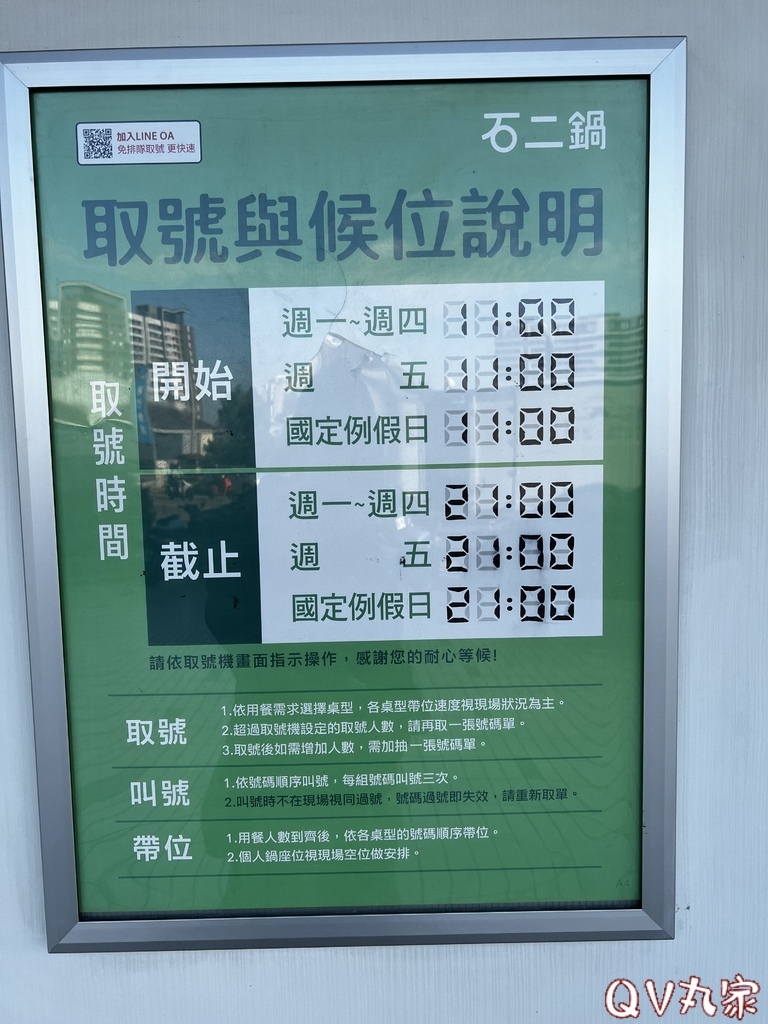 加入LINE OA
免排隊取號 更快速
石二鍋
取號與候位說明
取號時間
開始
週一~週四 11:00
週 五 11:00
國定例假日 11:00
截止
週一~週四 21:00
週 五 21:00
國定例假日 21:00
請依取號機畫面指示操作，感謝您的耐心等候!
取號
1.依用餐需求選擇桌型，各桌型帶位速度視現場狀況為主。
2.超過取號機設定的取號人數，請再取一張號碼單。
3.取號後如需增加人數，需加抽一張號碼單。
叫號
1.依號碼順序叫號，每組號碼叫號三次。
2.叫號時不在現場視同過號，號碼過號即失效，請重新取單。
帶位
1.用餐人數到齊後，依各桌型的號碼順序帶位。
2.個人鍋座位視現場空位做安排。
A4
QV丸家